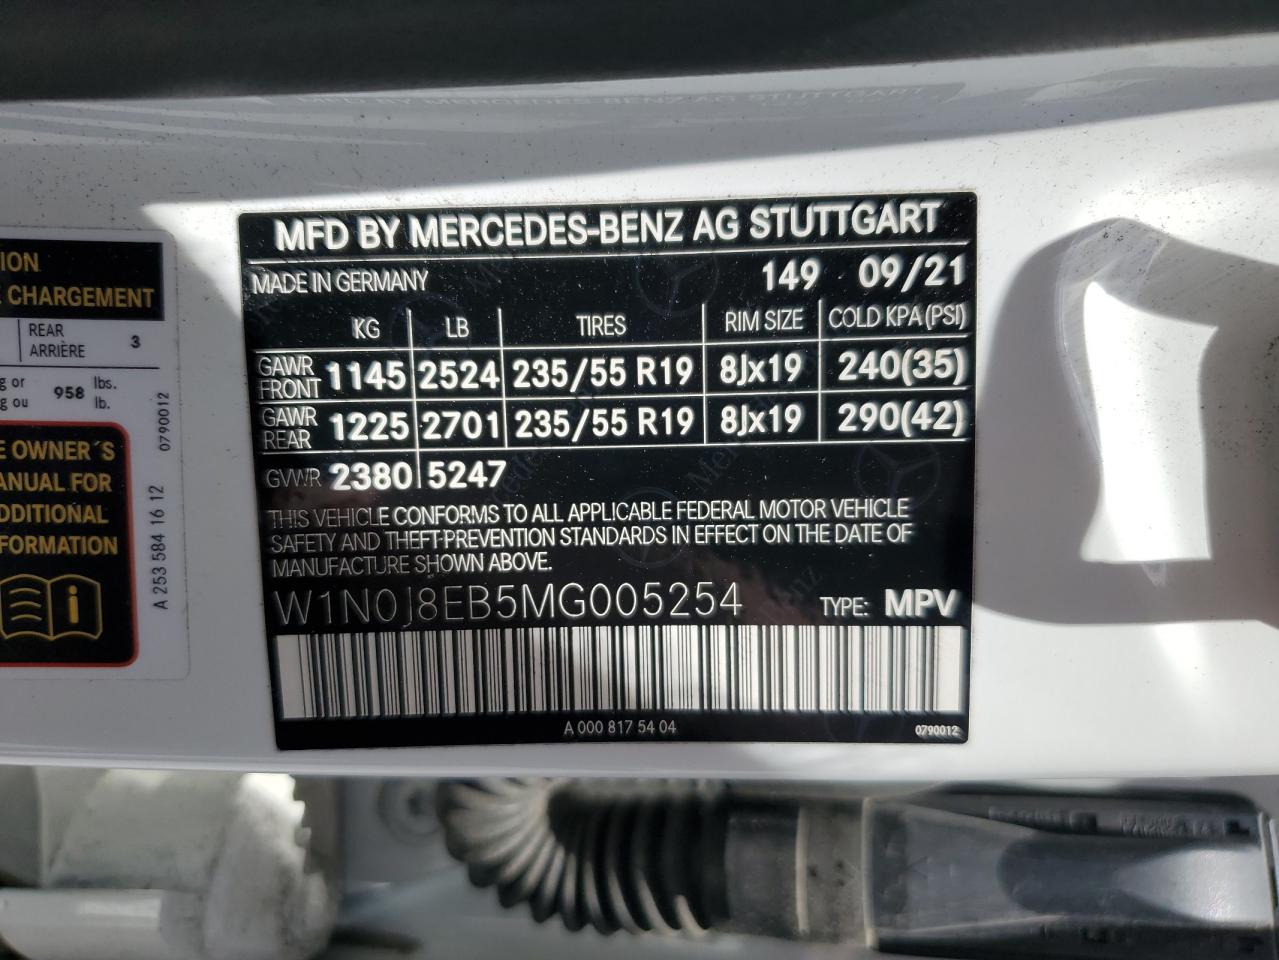 MFD BY MERCEDES-BENZ AG STUTTGART
MADE IN GERMANY 149 09/21
KG LB TIRES RIM SIZE COLD KPA (PSI)
GAWR FRONT 1145 2524 235/55 R19 8Jx19 240(35)
GAWR REAR 1225 2701 235/55 R19 8Jx19 290(42)
GVWR 2380 5247
THIS VEHICLE CONFORMS TO ALL APPLICABLE FEDERAL MOTOR VEHICLE
SAFETY AND THEFT-PREVENTION STANDARDS IN EFFECT ON THE DATE OF
MANUFACTURE SHOWN ABOVE.
W1N0J8EB5MG005254 TYPE: MPV
A 000 817 54 04 0790012
CHARGEMENT
REAR
ARRIÈRE 3
or 958 lbs.
ou lb.
OWNER´S
FOR
INFORMATION
A 253 584 16 12 0790012